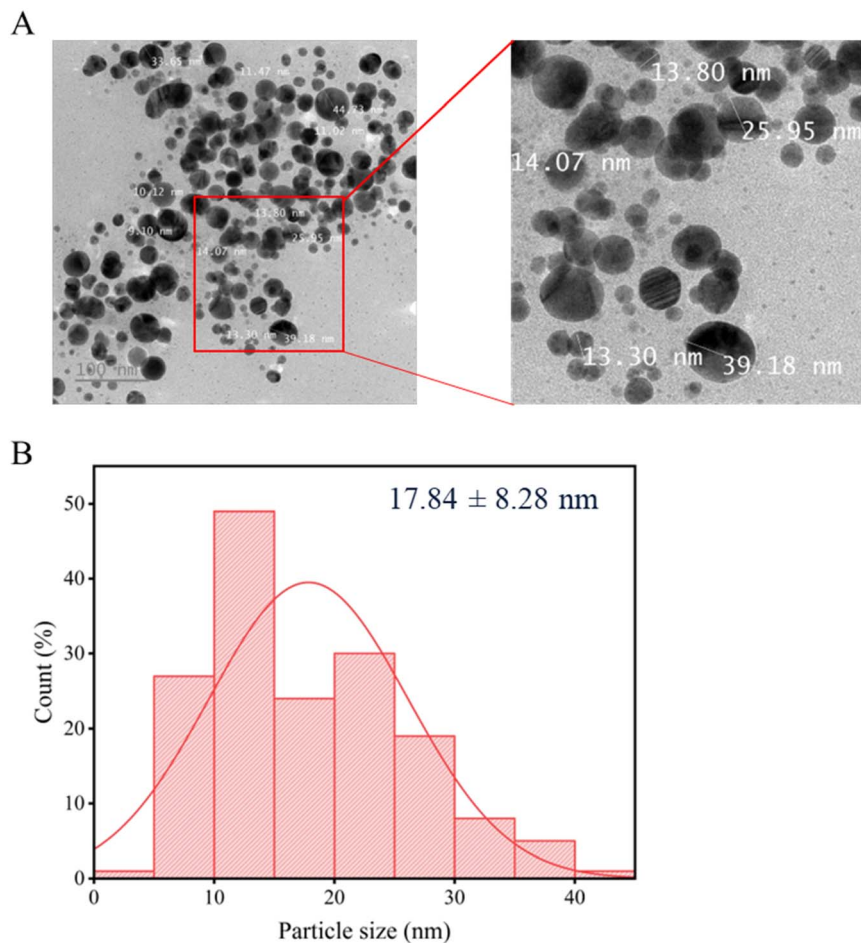 A
33.65 nm
11.47 nm
44.73 nm
11.02 nm
10.12 nm
13.80 nm
9.10 nm
25.95 nm
14.07 nm
13.30 nm
39.18 nm
100 nm
13.80 nm
25.95 nm
14.07 nm
13.30 nm
39.18 nm
B
17.84 ± 8.28 nm
Count (%)
50
40
30
20
10
0
0 10 20 30 40
Particle size (nm)